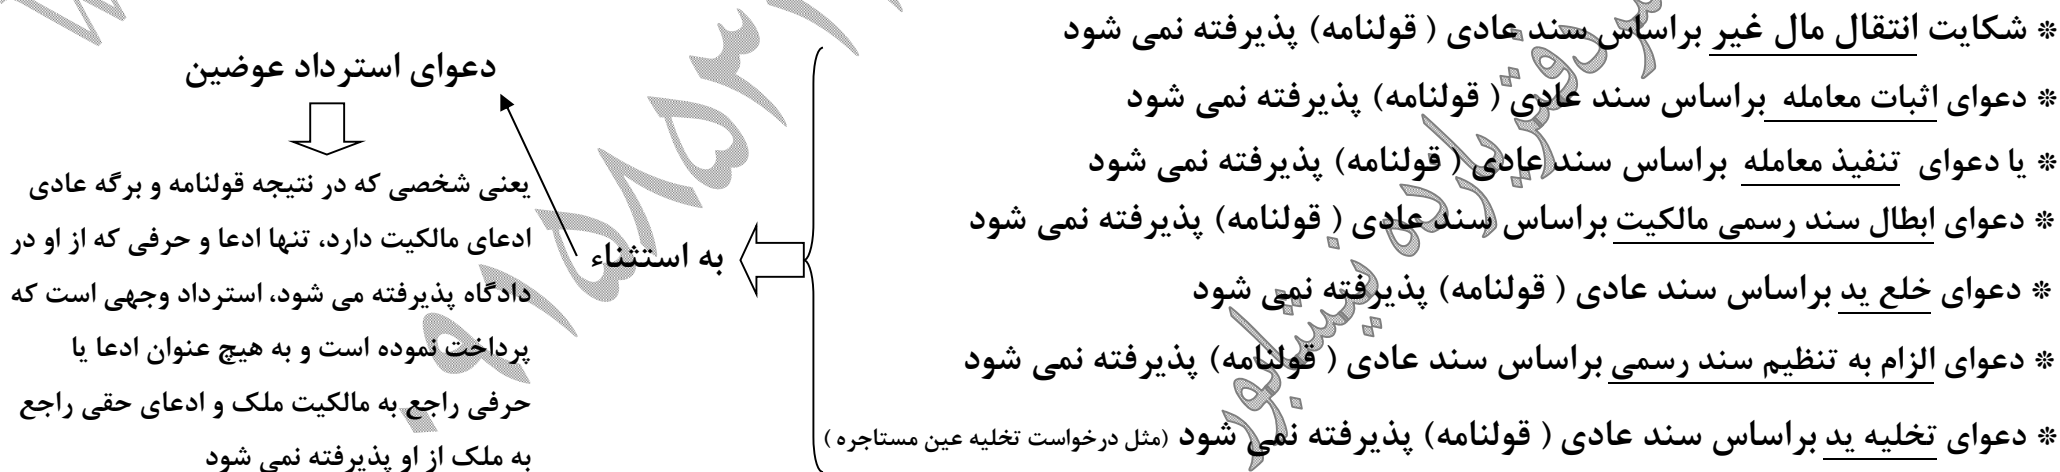 * شکایت انتقال مال غیر براساس سند عادی ( قولنامه) پذیرفته نمی شود
* دعوای اثبات معامله براساس سند عادی ( قولنامه) پذیرفته نمی شود
* یا دعوای تنفیذ معامله براساس سند عادی ( قولنامه) پذیرفته نمی شود
* دعوای ابطال سند رسمی مالکیت براساس سند عادی ( قولنامه) پذیرفته نمی شود
* دعوای خلع ید براساس سند عادی ( قولنامه) پذیرفته نمی شود
* دعوای الزام به تنظیم سند رسمی براساس سند عادی ( قولنامه) پذیرفته نمی شود
* دعوای تخلیه ید براساس سند عادی ( قولنامه) پذیرفته نمی شود (مثل درخواست تخلیه عین مستاجره )
به استثناء
دعوای استرداد عوضین
یعنی شخصی که در نتیجه قولنامه و برگه عادی
ادعای مالکیت دارد، تنها ادعا و حرفی که از او در
دادگاه پذیرفته می شود، استرداد وجهی است که
پرداخت نموده است و به هیچ عنوان ادعا یا
حرفی راجع به مالکیت ملک و ادعای حقی راجع
به ملک از او پذیرفته نمی شود